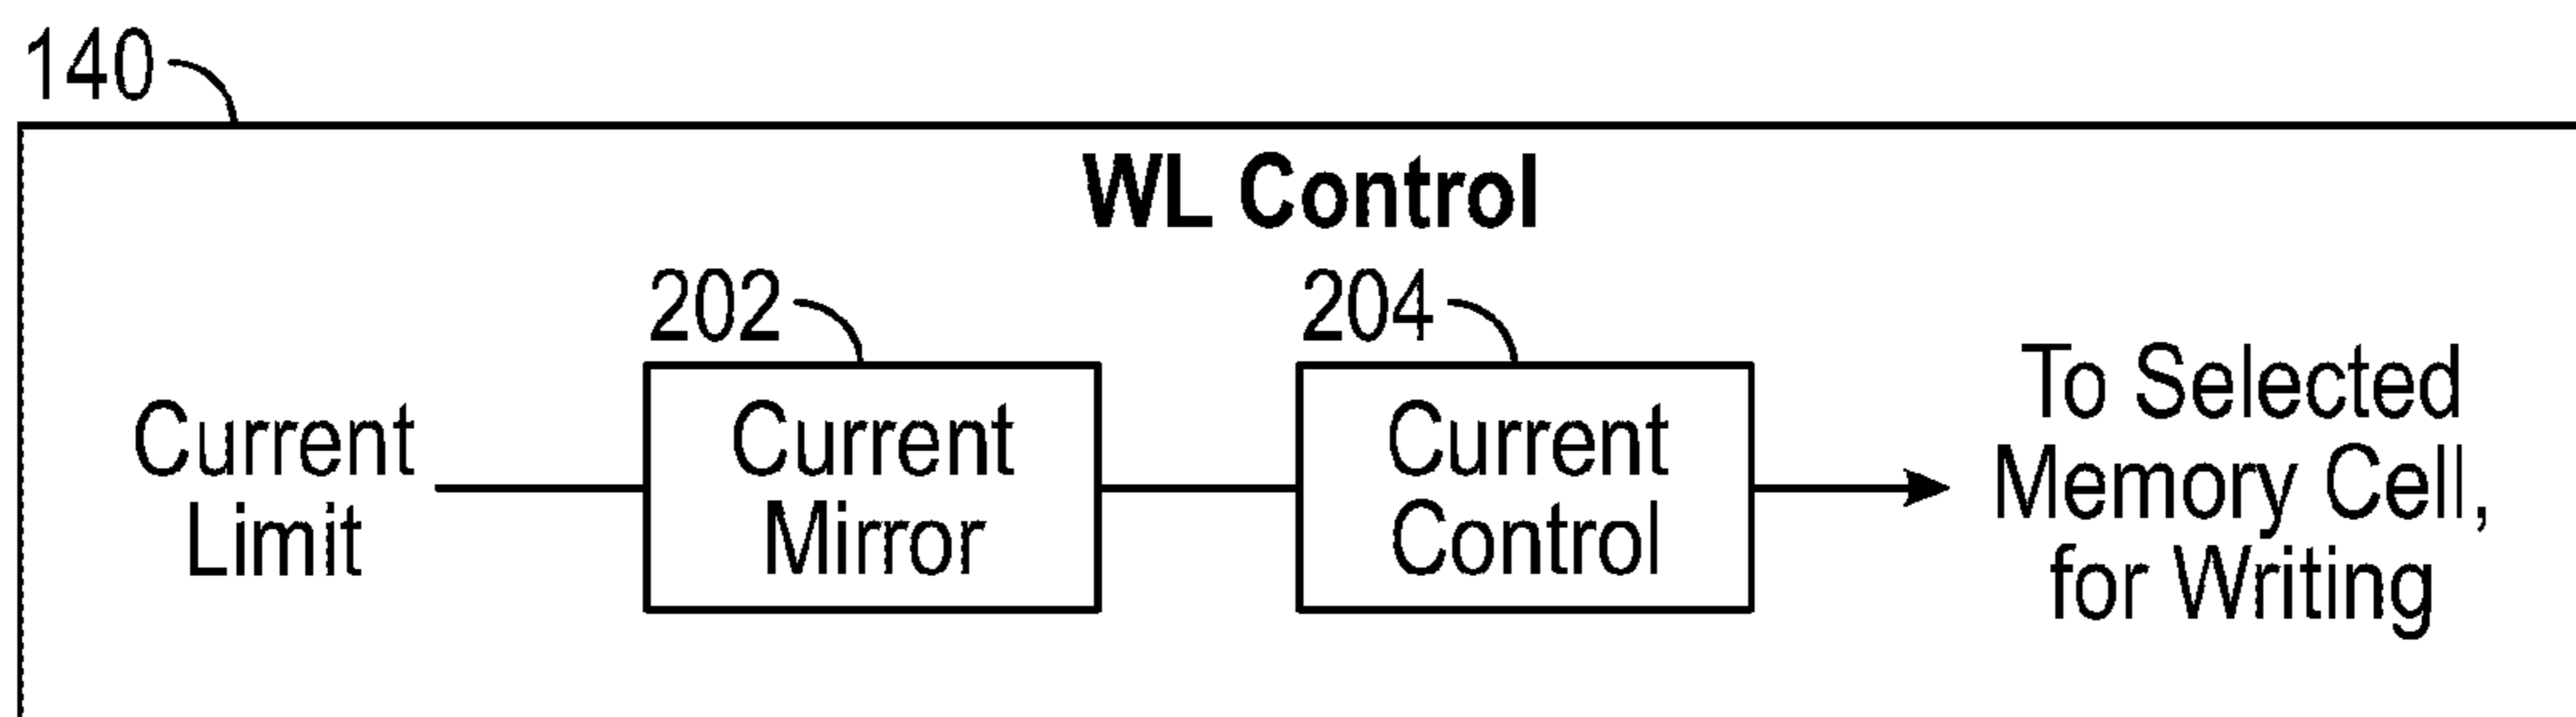 140
WL Control
202
204
Current
Limit
Current
Mirror
Current
Control
To Selected
Memory Cell,
for Writing